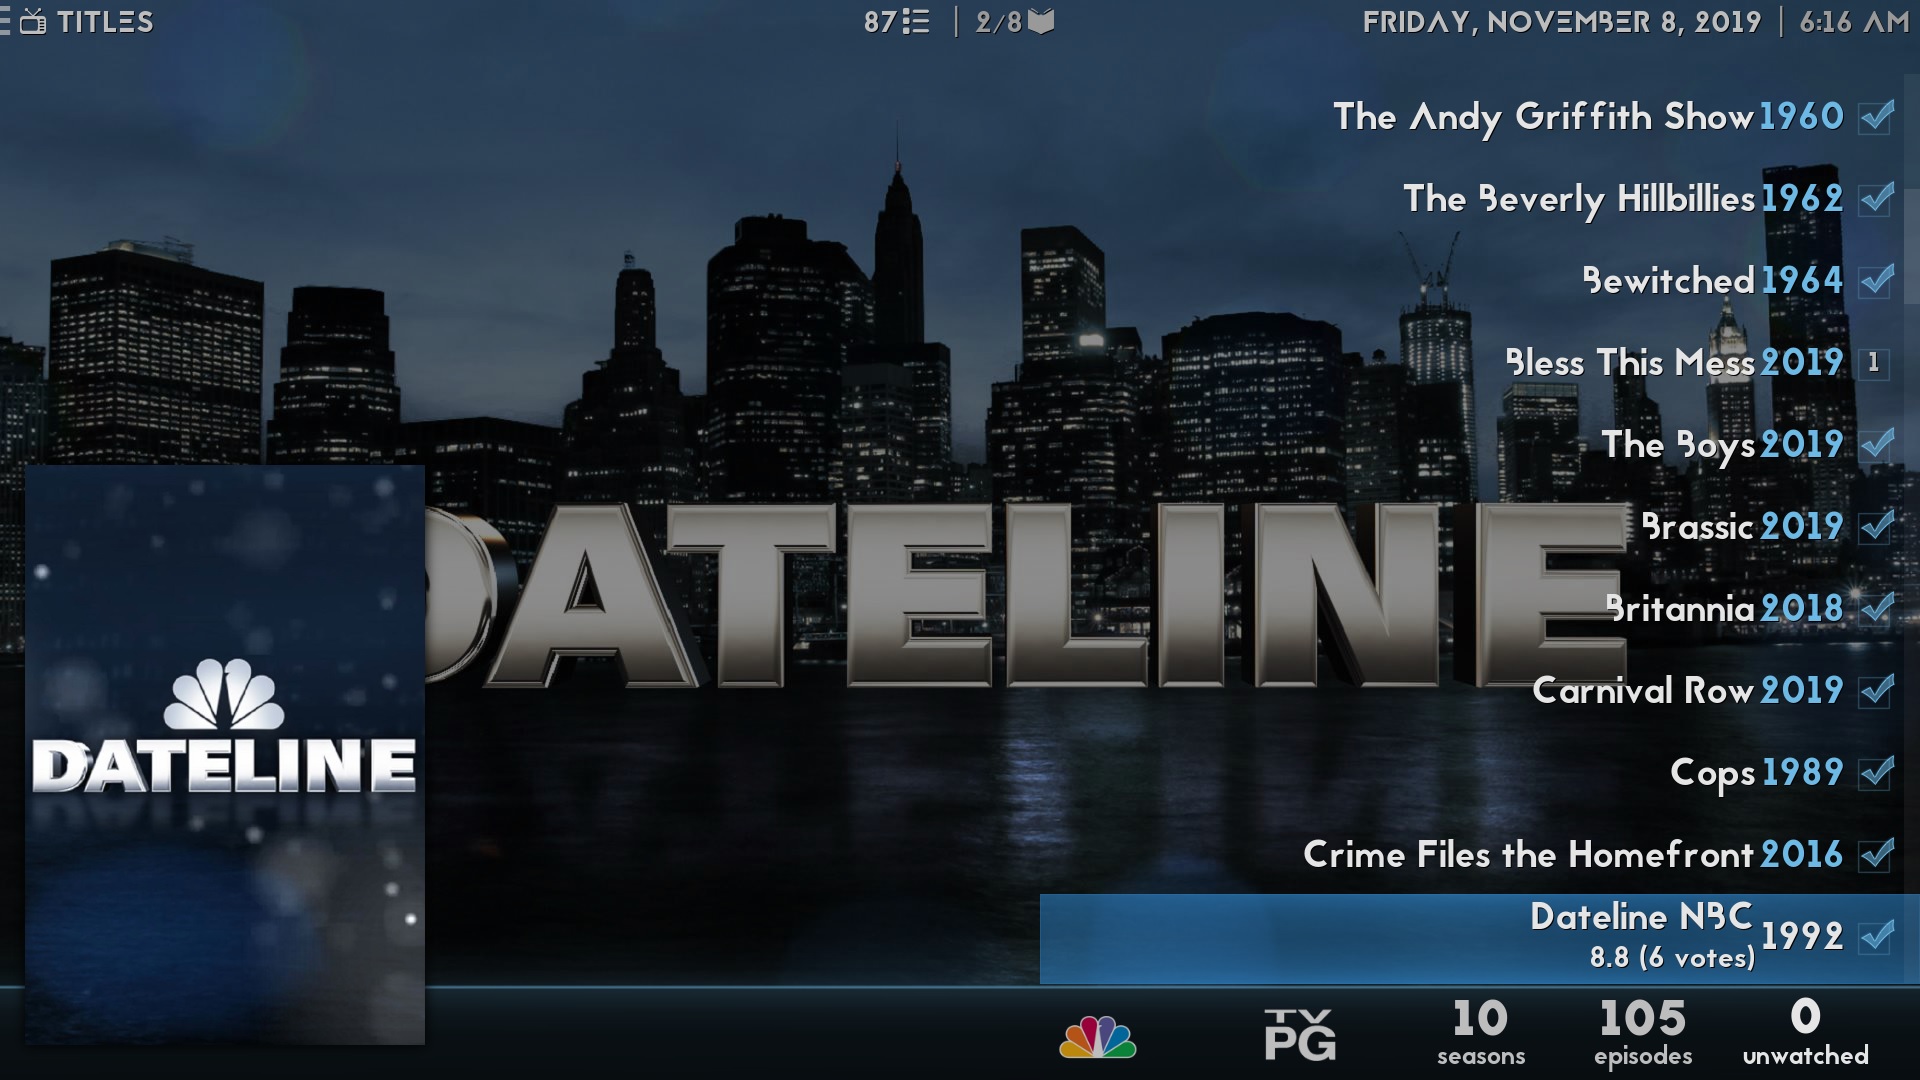 TITLES
87 | 2/8
FRIDAY, NOVEMBER 8, 2019 | 6:16 AM
The Andy Griffith Show 1960
The Beverly Hillbillies 1962
Bewitched 1964
Bless This Mess 2019 1
The Boys 2019
Brassic 2019
Britannia 2018
Carnival Row 2019
Cops 1989
Crime Files the Homefront 2016
Dateline NBC 1992
8.8 (6 votes)
DATELINE
DATELINE
TV
PG
10
seasons
105
episodes
0
unwatched